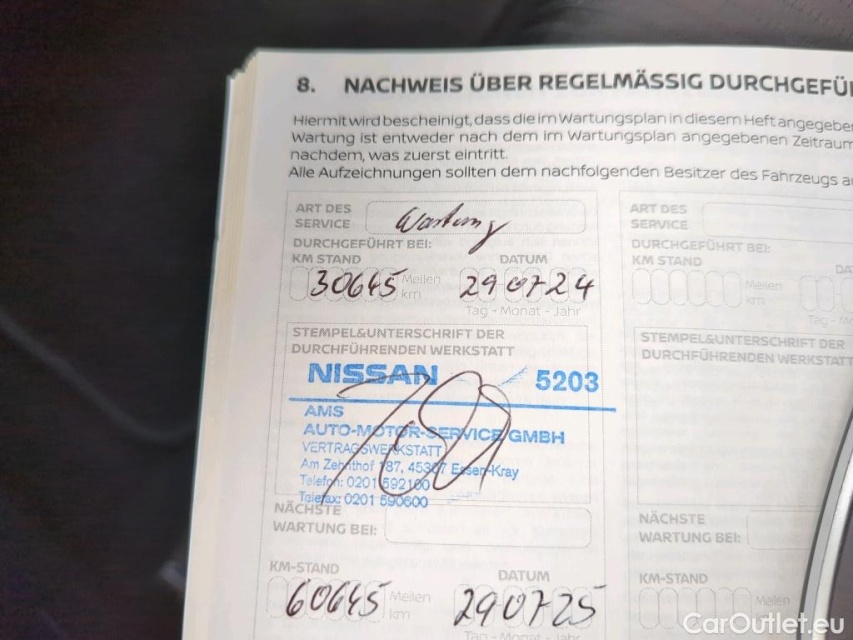 8. NACHWEIS ÜBER REGELMÄSSIG DURCHGEFÜ
Hiermit wird bescheinigt, dass die im Wartungsplan in diesem Heft angegeben
Wartung ist entweder nach dem im Wartungsplan angegebenen Zeitraum
nachdem, was zuerst eintritt.
Alle Aufzeichnungen sollten dem nachfolgenden Besitzer des Fahrzeugs au
ART DES SERVICE Wartung
DURCHGEFÜHRT BEI:
KM STAND DATUM
30645 Meilen km 290724
Tag - Monat - Jahr
STEMPEL&UNTERSCHRIFT DER
DURCHFÜHRENDEN WERKSTATT
NISSAN 5203
AMS
AUTO-MOTOR-SERVICE GMBH
VERTRAGSWERKSTATT
Am Zehnthof 187, 45307 Essen-Kray
Telefon: 0201 592100
Telefax: 0201 590600
NÄCHSTE
WARTUNG BEI:
KM-STAND DATUM
60645 Meilen km 290725
Tag - Monat - Jahr
ART DES
SERVICE
DURCHGEFÜHRT BEI:
KM STAND DA
Meilen
km
Tag - M
STEMPEL&UNTERSCHRIFT DER
DURCHFÜHRENDEN WERKSTATT
NÄCHSTE
WARTUNG BEI:
KM-STAND
Meilen
CarOutlet.eu